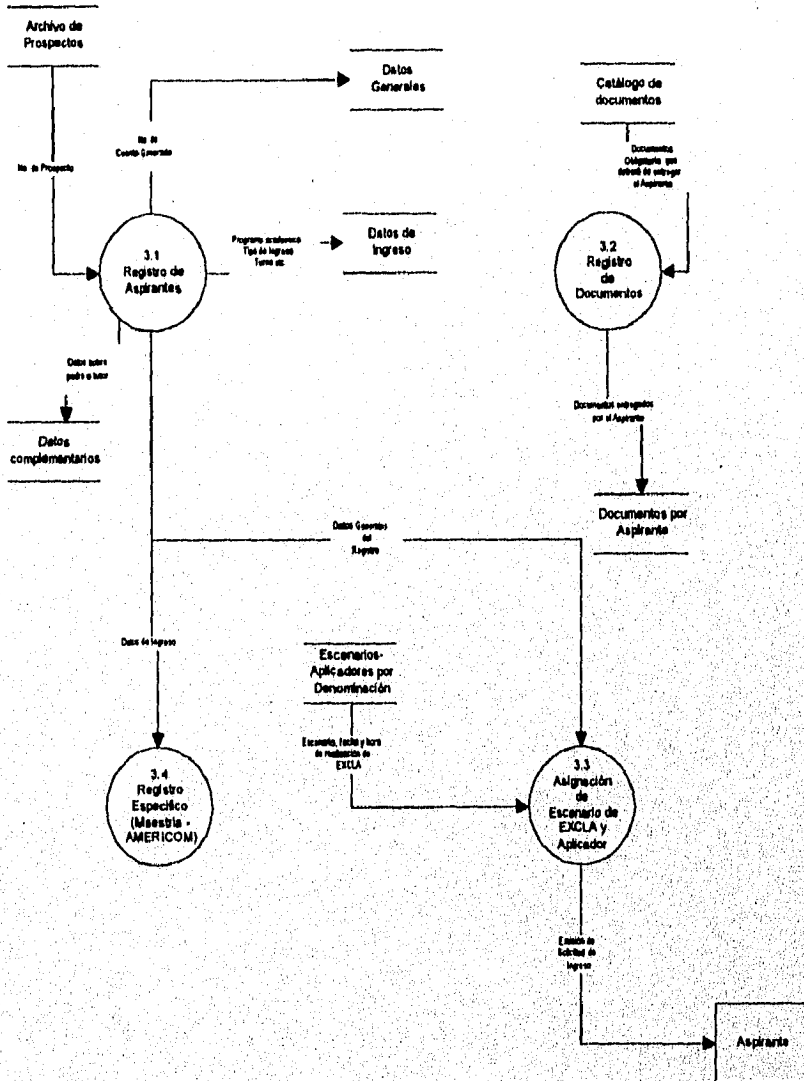 Archivo de
Prospectos
Datos
Generales
Catálogo de
documentos
No. de
Cuenta Generado
Documentos
Obligatorios que
deberá de entregar
el Aspirante
No. de Prospecto
3.1
Registro de
Aspirantes
Programa académico
Tipo de Ingreso
Turno etc
Datos de
Ingreso
3.2
Registro
de
Documentos
Datos sobre
padre o tutor
Documentos entregados
por el Aspirante
Datos
complementarios
Documentos por
Aspirante
Datos Generales
del
Registro
Datos de Ingreso
Escenarios-
Aplicadores por
Denominación
Escenario, fecha y hora
de realización de
EXCLA
3.4
Registro
Específico
(Maestría -
AMERICOM)
3.3
Asignación
de
Escenario de
EXCLA y
Aplicador
Emisión de
Solicitud de
Ingreso
Aspirante